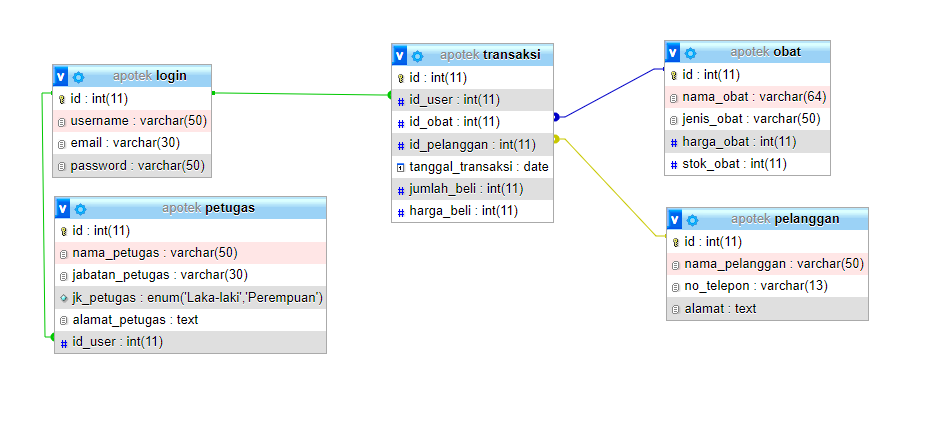 v apotek login
id : int(11)
username : varchar(50)
email : varchar(30)
password : varchar(50)
v apotek petugas
id : int(11)
nama_petugas : varchar(50)
jabatan_petugas : varchar(30)
jk_petugas : enum('Laka-laki','Perempuan')
alamat_petugas : text
# id_user : int(11)
v apotek transaksi
id : int(11)
# id_user : int(11)
# id_obat : int(11)
# id_pelanggan : int(11)
tanggal_transaksi : date
# jumlah_beli : int(11)
# harga_beli : int(11)
v apotek obat
id : int(11)
nama_obat : varchar(64)
jenis_obat : varchar(50)
# harga_obat : int(11)
# stok_obat : int(11)
v apotek pelanggan
id : int(11)
nama_pelanggan : varchar(50)
no_telepon : varchar(13)
alamat : text